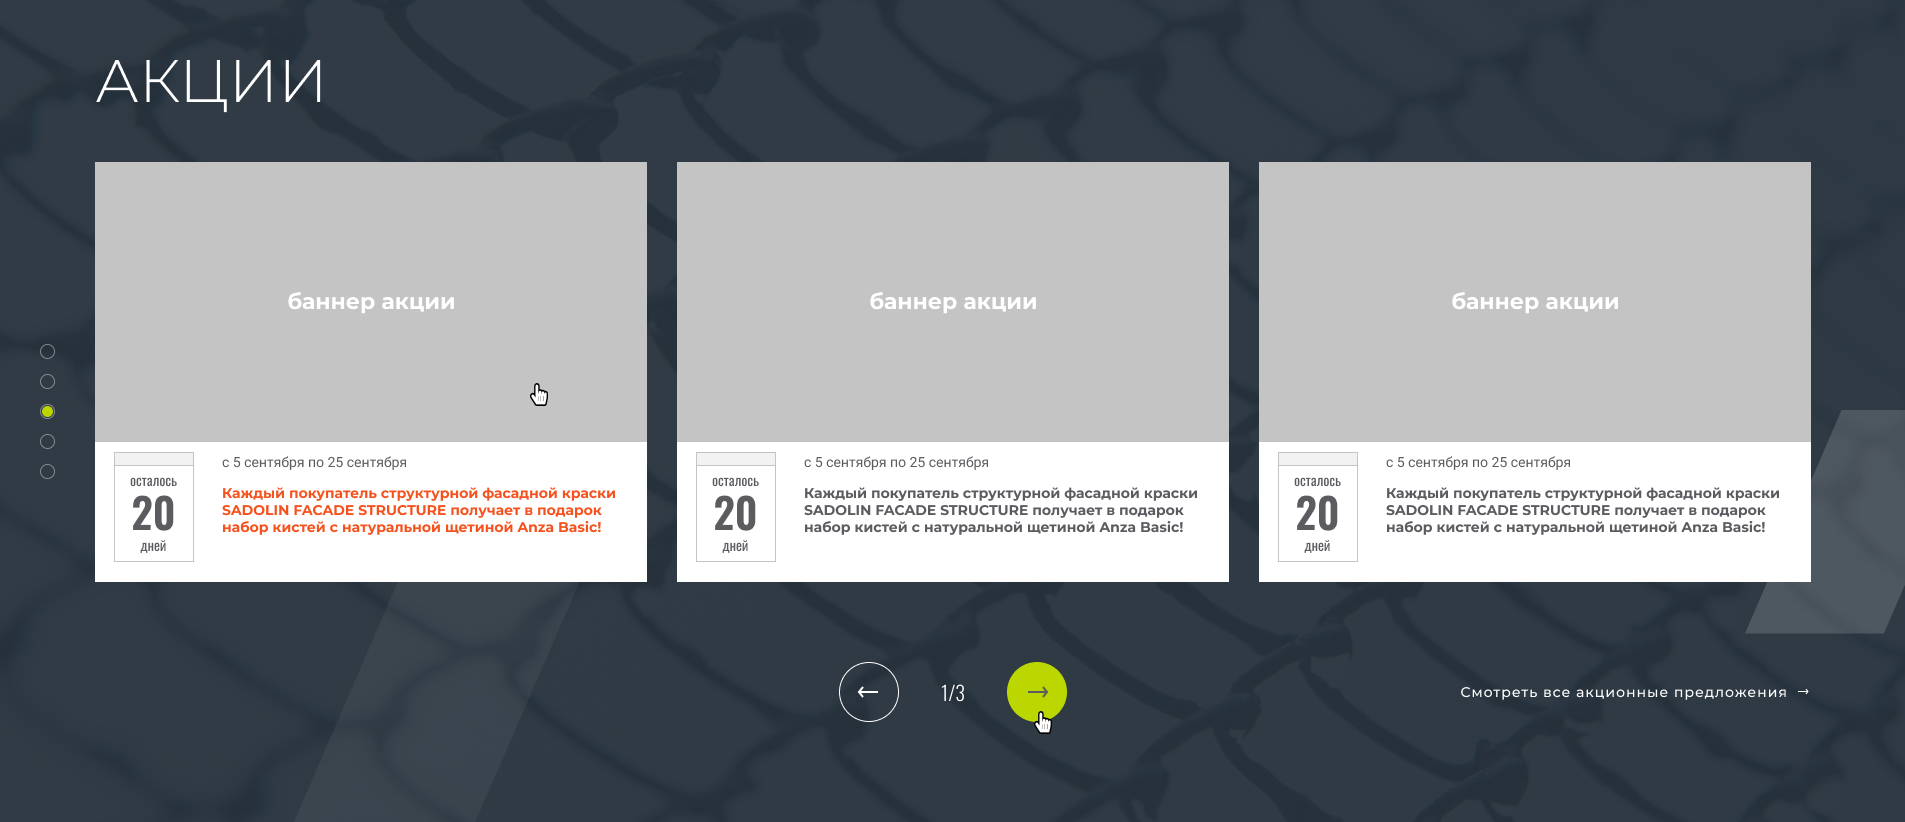 АКЦИИ
баннер акции
осталось
20
дней
с 5 сентября по 25 сентября
Каждый покупатель структурной фасадной краски
SADOLIN FACADE STRUCTURE получает в подарок
набор кистей с натуральной щетиной Anza Basic!
баннер акции
осталось
20
дней
с 5 сентября по 25 сентября
Каждый покупатель структурной фасадной краски
SADOLIN FACADE STRUCTURE получает в подарок
набор кистей с натуральной щетиной Anza Basic!
баннер акции
осталось
20
дней
с 5 сентября по 25 сентября
Каждый покупатель структурной фасадной краски
SADOLIN FACADE STRUCTURE получает в подарок
набор кистей с натуральной щетиной Anza Basic!
← 1/3 →
Смотреть все акционные предложения →